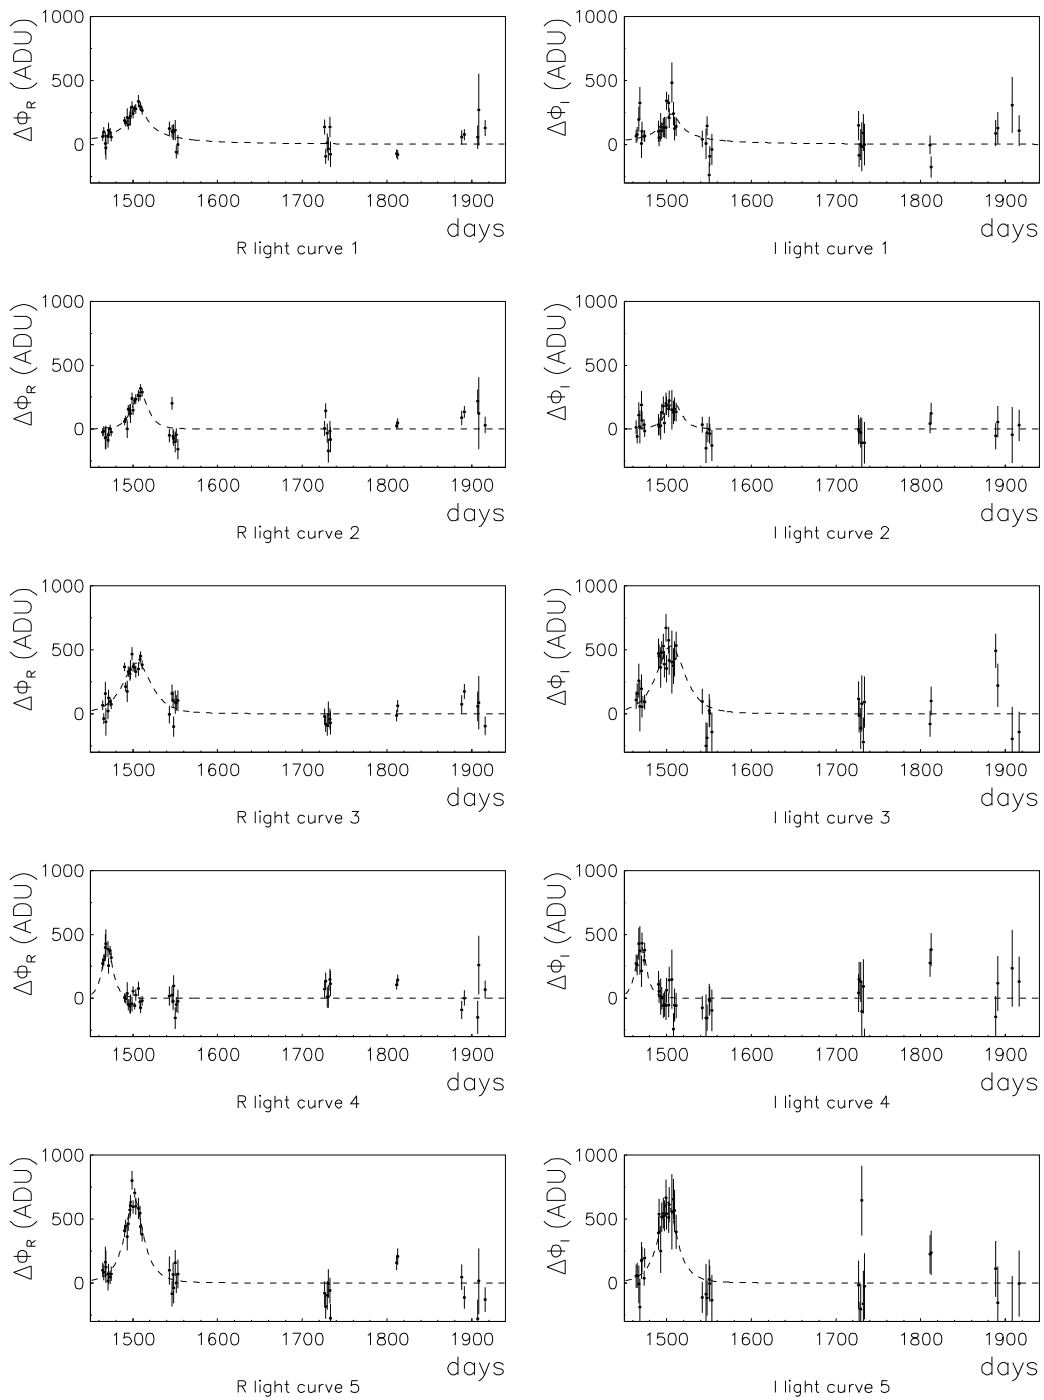 1000 1000
ΔΦR (ADU) ΔΦI (ADU)
500 500
0 0
1500 1600 1700 1800 1900 1500 1600 1700 1800 1900
days days
R light curve 1 I light curve 1
1000 1000
ΔΦR (ADU) ΔΦI (ADU)
500 500
0 0
1500 1600 1700 1800 1900 1500 1600 1700 1800 1900
days days
R light curve 2 I light curve 2
1000 1000
ΔΦR (ADU) ΔΦI (ADU)
500 500
0 0
1500 1600 1700 1800 1900 1500 1600 1700 1800 1900
days days
R light curve 3 I light curve 3
1000 1000
ΔΦR (ADU) ΔΦI (ADU)
500 500
0 0
1500 1600 1700 1800 1900 1500 1600 1700 1800 1900
days days
R light curve 4 I light curve 4
1000 1000
ΔΦR (ADU) ΔΦI (ADU)
500 500
0 0
1500 1600 1700 1800 1900 1500 1600 1700 1800 1900
days days
R light curve 5 I light curve 5